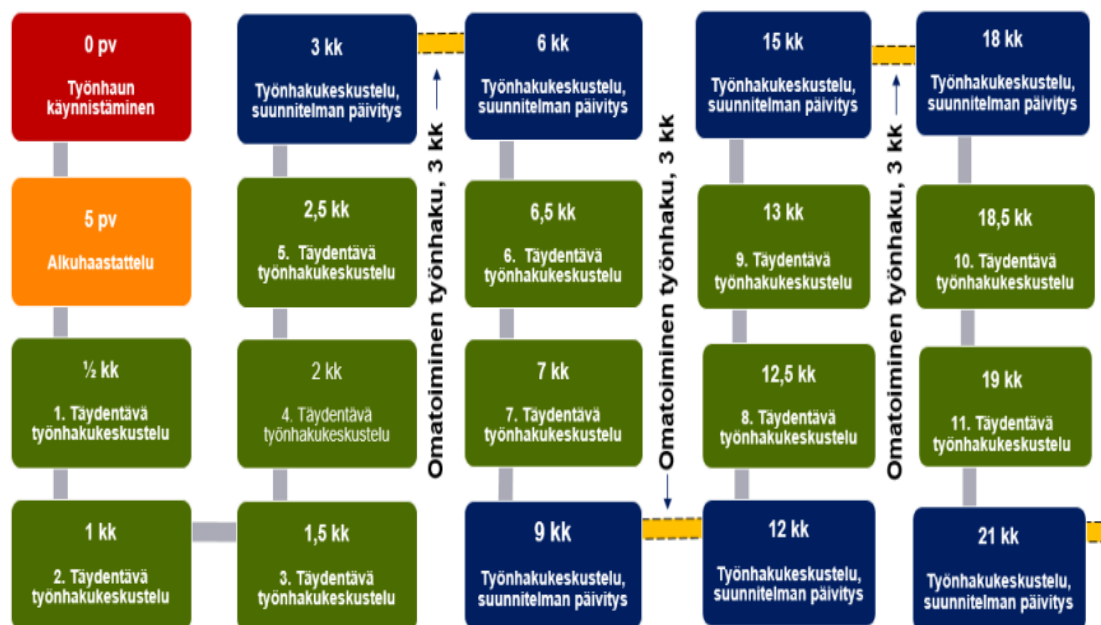 0 pv
Työnhaun
käynnistäminen
5 pv
Alkuhaastattelu
½ kk
1. Täydentävä
työnhakukeskustelu
1 kk
2. Täydentävä
työnhakukeskustelu
1,5 kk
3. Täydentävä
työnhakukeskustelu
2 kk
4. Täydentävä
työnhakukeskustelu
2,5 kk
5. Täydentävä
työnhakukeskustelu
3 kk
Työnhakukeskustelu,
suunnitelman päivitys
Omatoiminen työnhaku, 3 kk
6 kk
Työnhakukeskustelu,
suunnitelman päivitys
6,5 kk
6. Täydentävä
työnhakukeskustelu
7 kk
7. Täydentävä
työnhakukeskustelu
9 kk
Työnhakukeskustelu,
suunnitelman päivitys
Omatoiminen työnhaku, 3 kk
12 kk
Työnhakukeskustelu,
suunnitelman päivitys
12,5 kk
8. Täydentävä
työnhakukeskustelu
13 kk
9. Täydentävä
työnhakukeskustelu
15 kk
Työnhakukeskustelu,
suunnitelman päivitys
Omatoiminen työnhaku, 3 kk
18 kk
Työnhakukeskustelu,
suunnitelman päivitys
18,5 kk
10. Täydentävä
työnhakukeskustelu
19 kk
11. Täydentävä
työnhakukeskustelu
21 kk
Työnhakukeskustelu,
suunnitelman päivitys